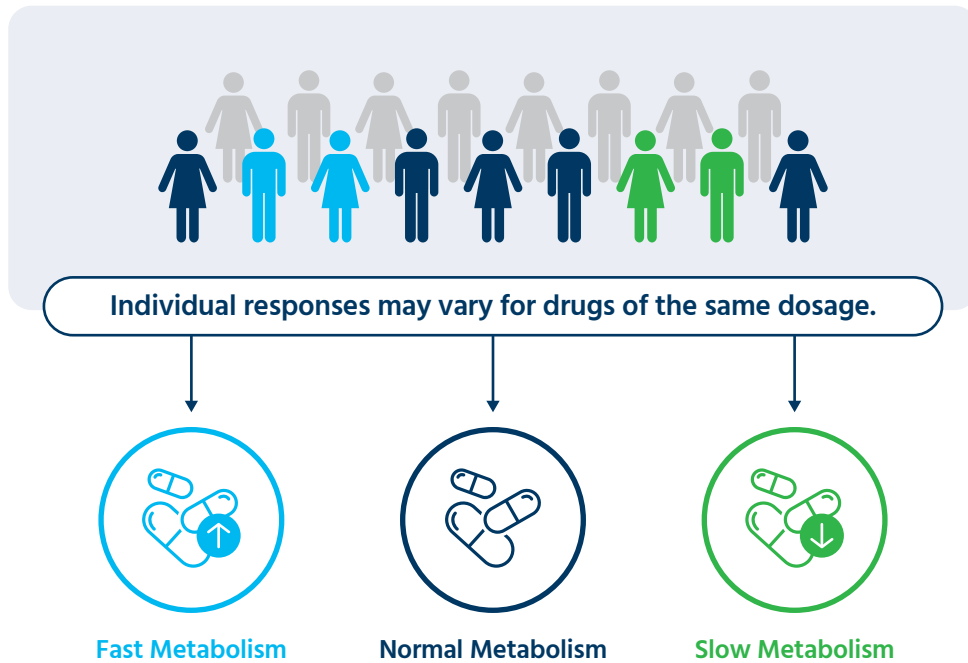 Individual responses may vary for drugs of the same dosage.
Fast Metabolism
Normal Metabolism
Slow Metabolism